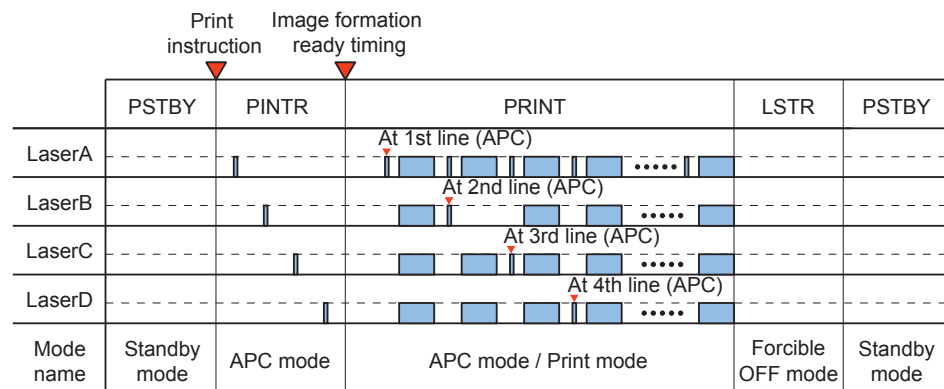 Print
instruction
Image formation
ready timing
PSTBY PINTR PRINT LSTR PSTBY
At 1st line (APC)
LaserA
At 2nd line (APC)
LaserB
At 3rd line (APC)
LaserC
At 4th line (APC)
LaserD
Mode
name
Standby
mode
APC mode
APC mode / Print mode
Forcible
OFF mode
Standby
mode